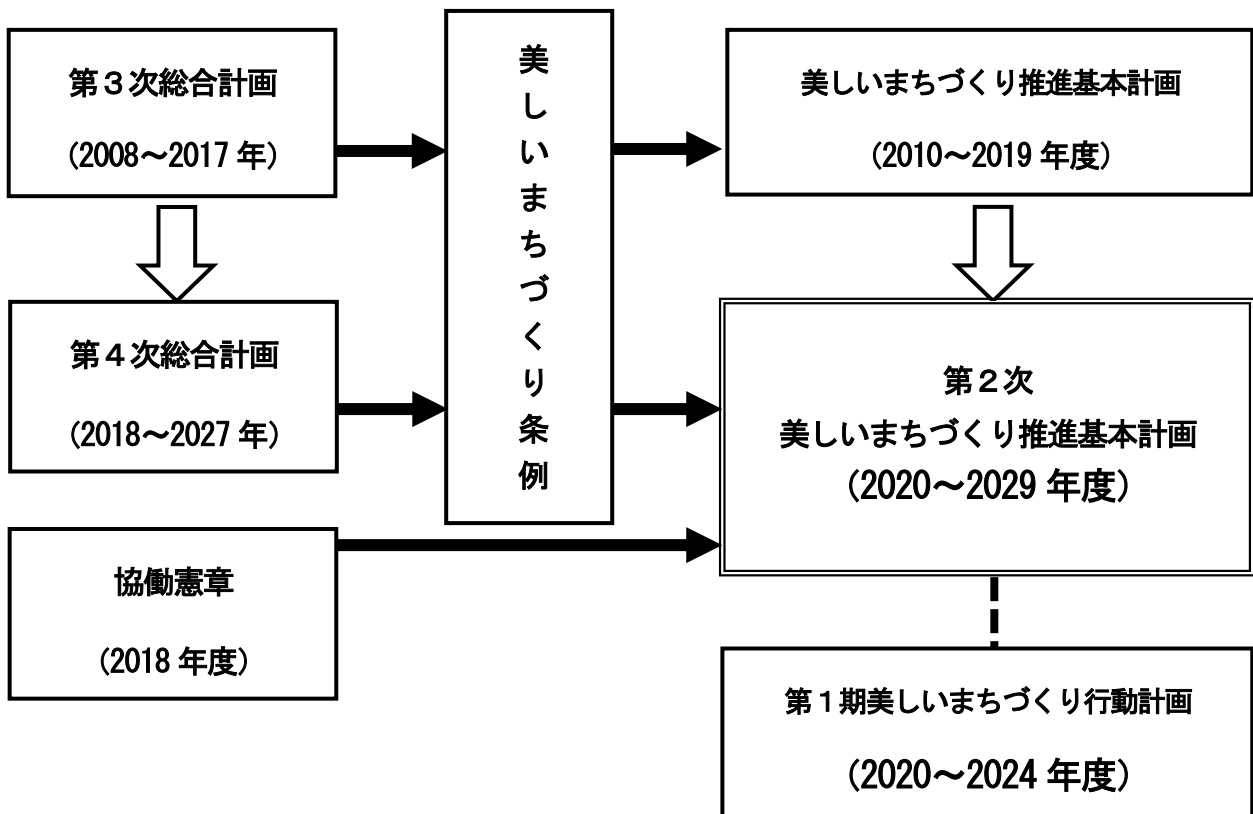 第３次総合計画
(2008～2017 年)
美しいまちづくり条例
美しいまちづくり推進基本計画
(2010～2019 年度)
第４次総合計画
(2018～2027 年)
第２次
美しいまちづくり推進基本計画
(2020～2029 年度)
協働憲章
(2018 年度)
第１期美しいまちづくり行動計画
(2020～2024 年度)